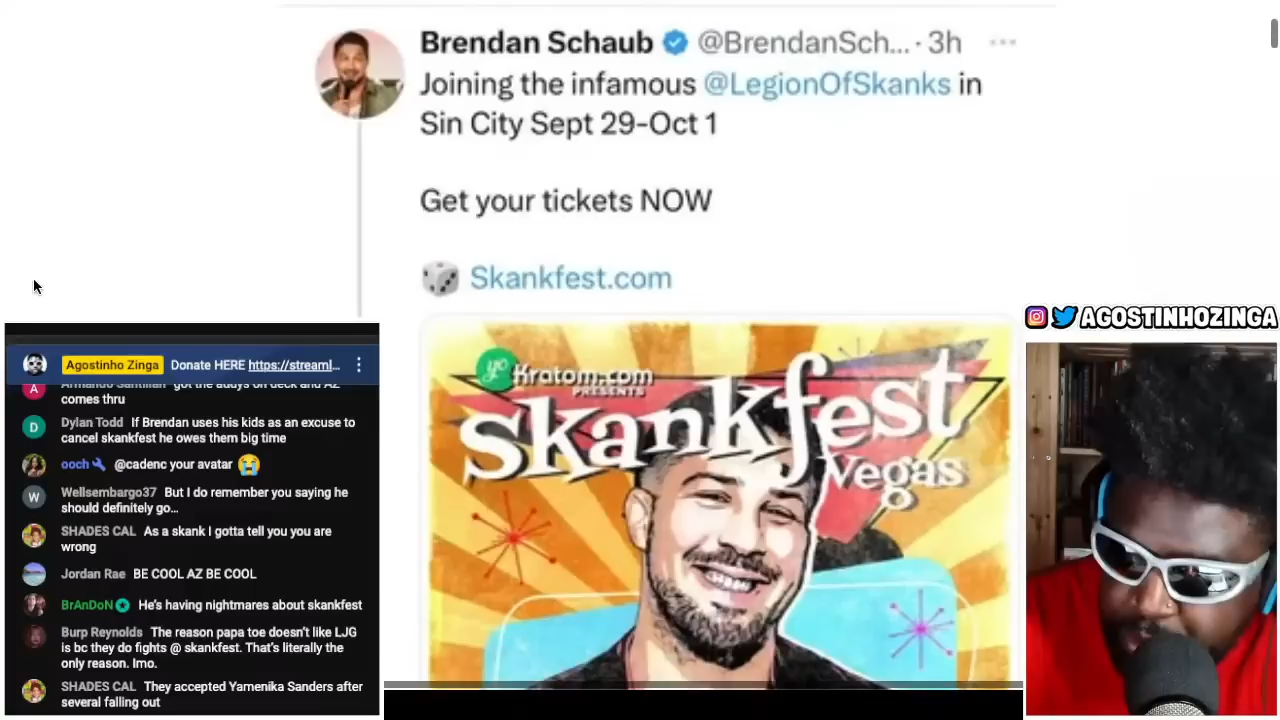 Brendan Schaub @BrendanSch... · 3h
Joining the infamous @LegionOfSkanks in
Sin City Sept 29-Oct 1
Get your tickets NOW
Skankfest.com
yo
Kratom.com
PRESENTS
Skankfest
Vegas
AGOSTINHOZINGA
Agostinho Zinga Donate HERE https://streaml...
A Armando Santillan got the addys on deck and AZ
comes thru
D Dylan Todd If Brendan uses his kids as an excuse to
cancel skankfest he owes them big time
ooch @cadenc your avatar
W Wellsembargo37 But I do remember you saying he
should definitely go...
SHADES CAL As a skank I gotta tell you you are
wrong
Jordan Rae BE COOL AZ BE COOL
BrAnDoN He's having nightmares about skankfest
Burp Reynolds The reason papa toe doesn't like LJG
is bc they do fights @ skankfest. That's literally the
only reason. Imo.
SHADES CAL They accepted Yamenika Sanders after
several falling out